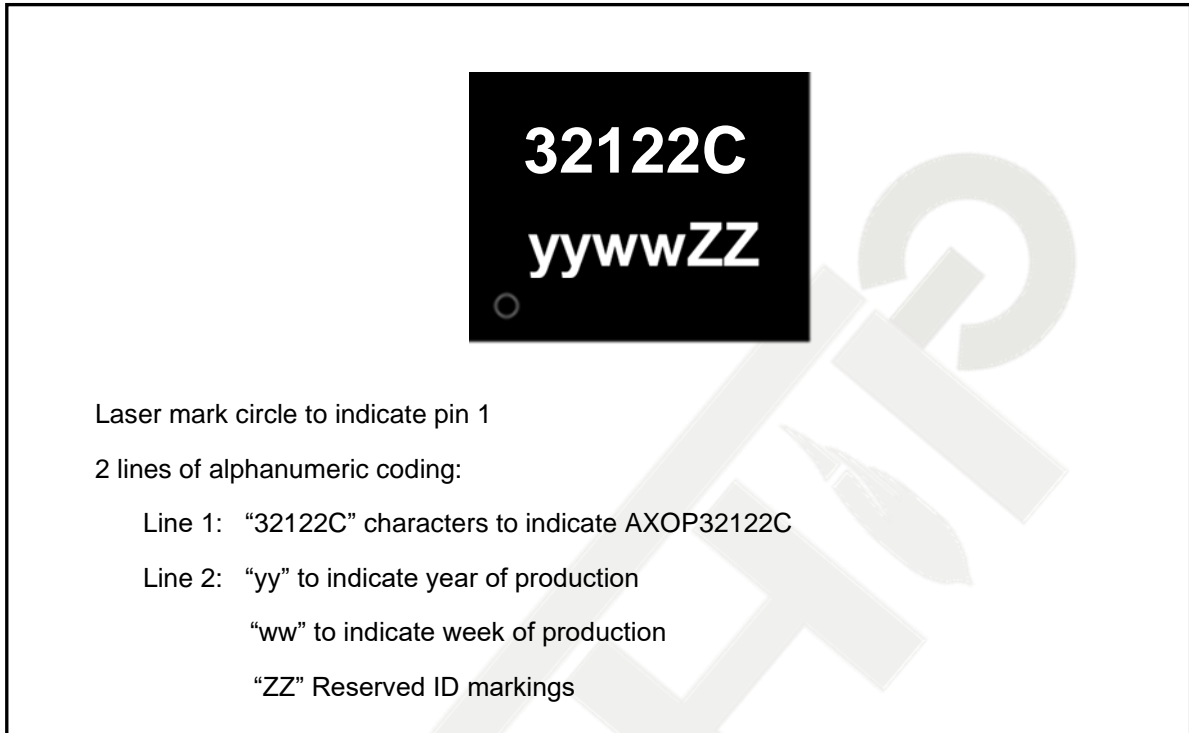 32122C
yywwZZ
Laser mark circle to indicate pin 1
2 lines of alphanumeric coding:
Line 1: “32122C” characters to indicate AXOP32122C
Line 2: “yy” to indicate year of production
“ww” to indicate week of production
“ZZ” Reserved ID markings